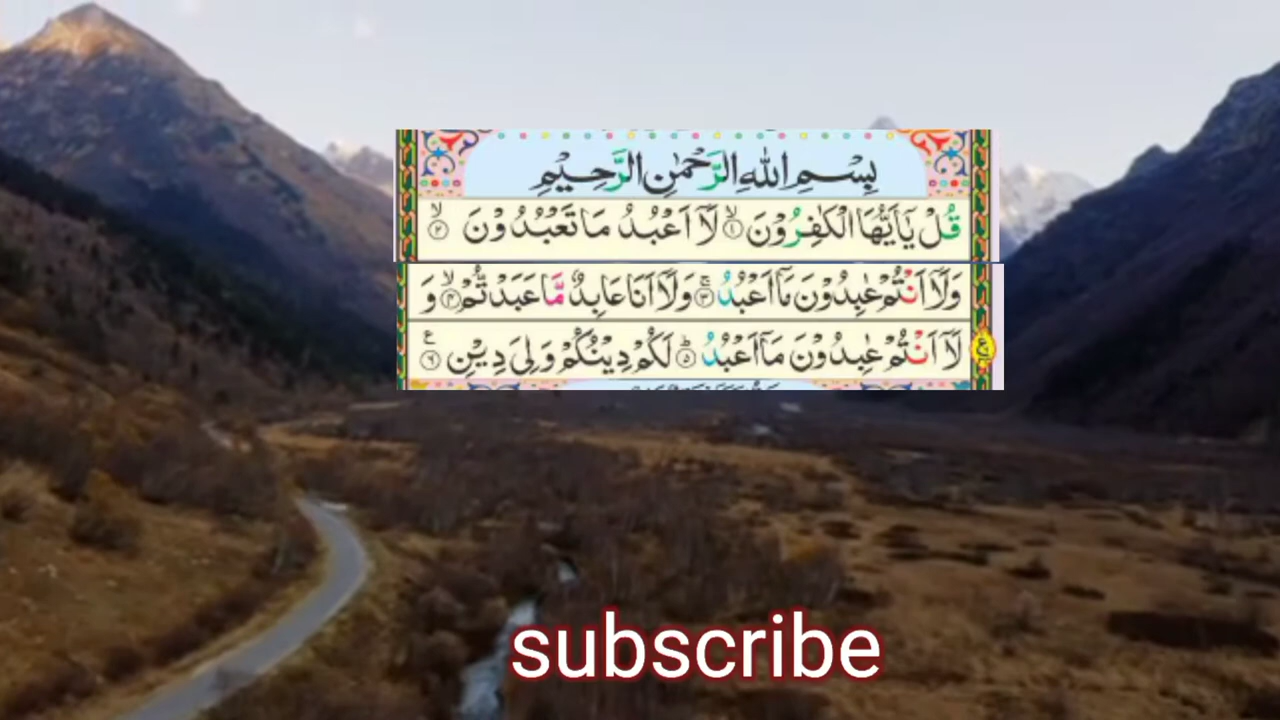 بِسْمِ اللّٰهِ الرَّحْمٰنِ الرَّحِيْمِ
قُلْ يٰۤاَيُّهَا الْكٰفِرُوْنَ ۙ﴿۱﴾ لَاۤ اَعْبُدُ مَا تَعْبُدُوْنَ ۙ﴿۲﴾
وَلَاۤ اَنْتُمْ عٰبِدُوْنَ مَاۤ اَعْبُدُ ۚ﴿۳﴾ وَلَاۤ اَنَا عَابِدٌ مَّا عَبَدْتُّمْ ۙ﴿۴﴾ وَ
لَاۤ اَنْتُمْ عٰبِدُوْنَ مَاۤ اَعْبُدُ ؕ﴿۵﴾ لَكُمْ دِيْنُكُمْ وَلِيَ دِيْنِ ﴿۶﴾ ع
subscribe